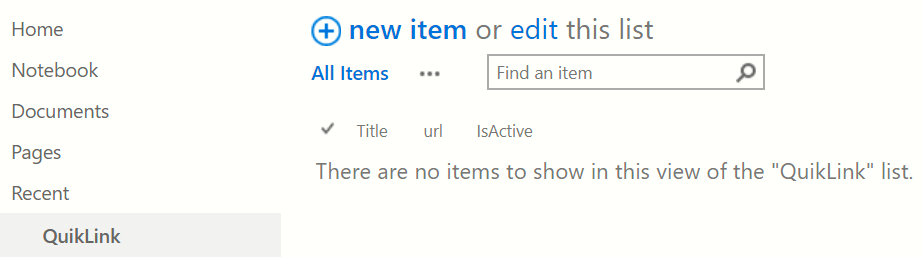 Home
Notebook
Documents
Pages
Recent
QuikLink
new item or edit this list
All Items ...
Find an item
Title url IsActive
There are no items to show in this view of the "QuikLink" list.